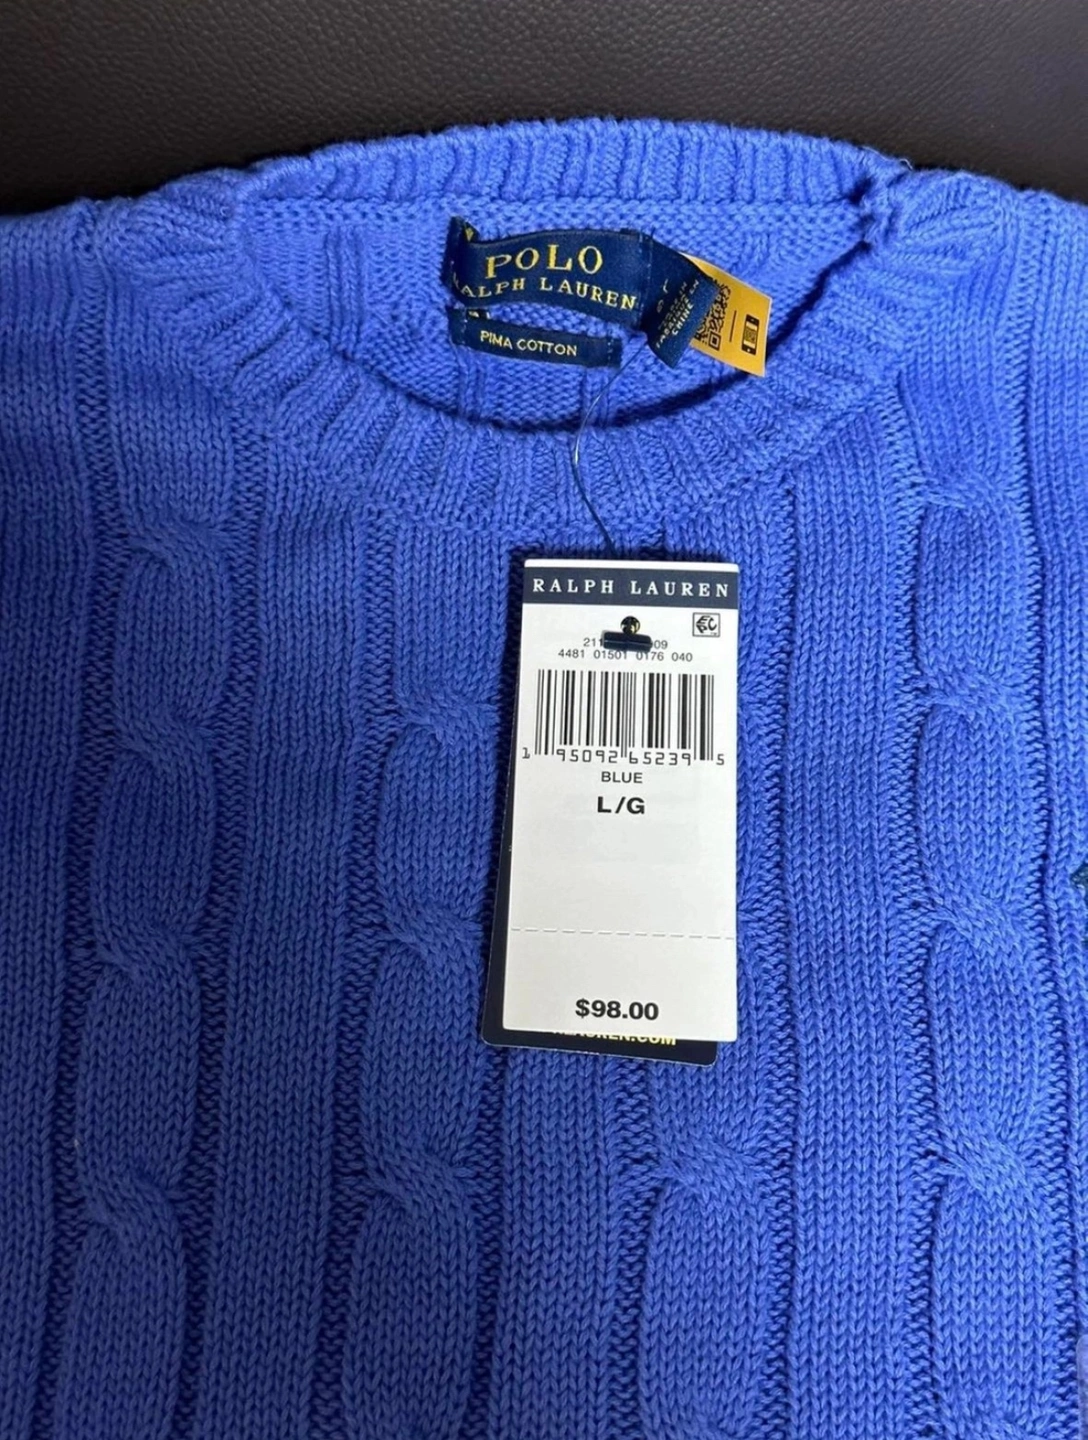 POLO
RALPH LAUREN
PIMA COTTON
L
RALPH LAUREN
4481 01501 0176 040
1 95092 65239 5
BLUE
L/G
$98.00